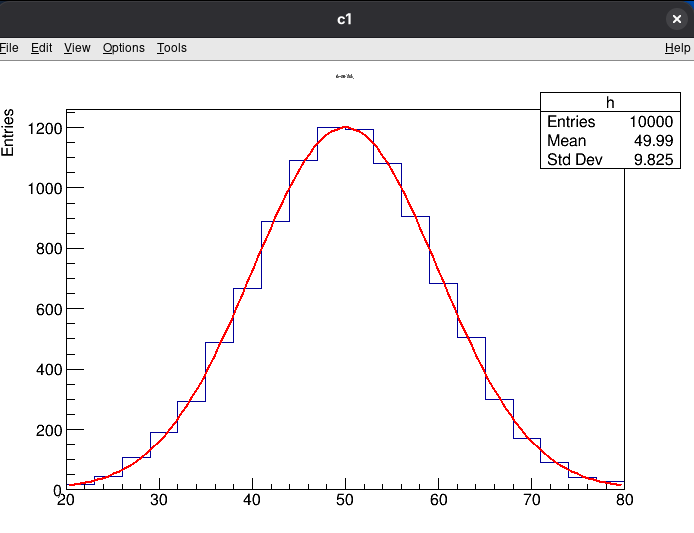 c1
File Edit View Options Tools Help
h
Entries 10000
Mean 49.99
Std Dev 9.825
Entries
1200
1000
800
600
400
200
0
20 30 40 50 60 70 80